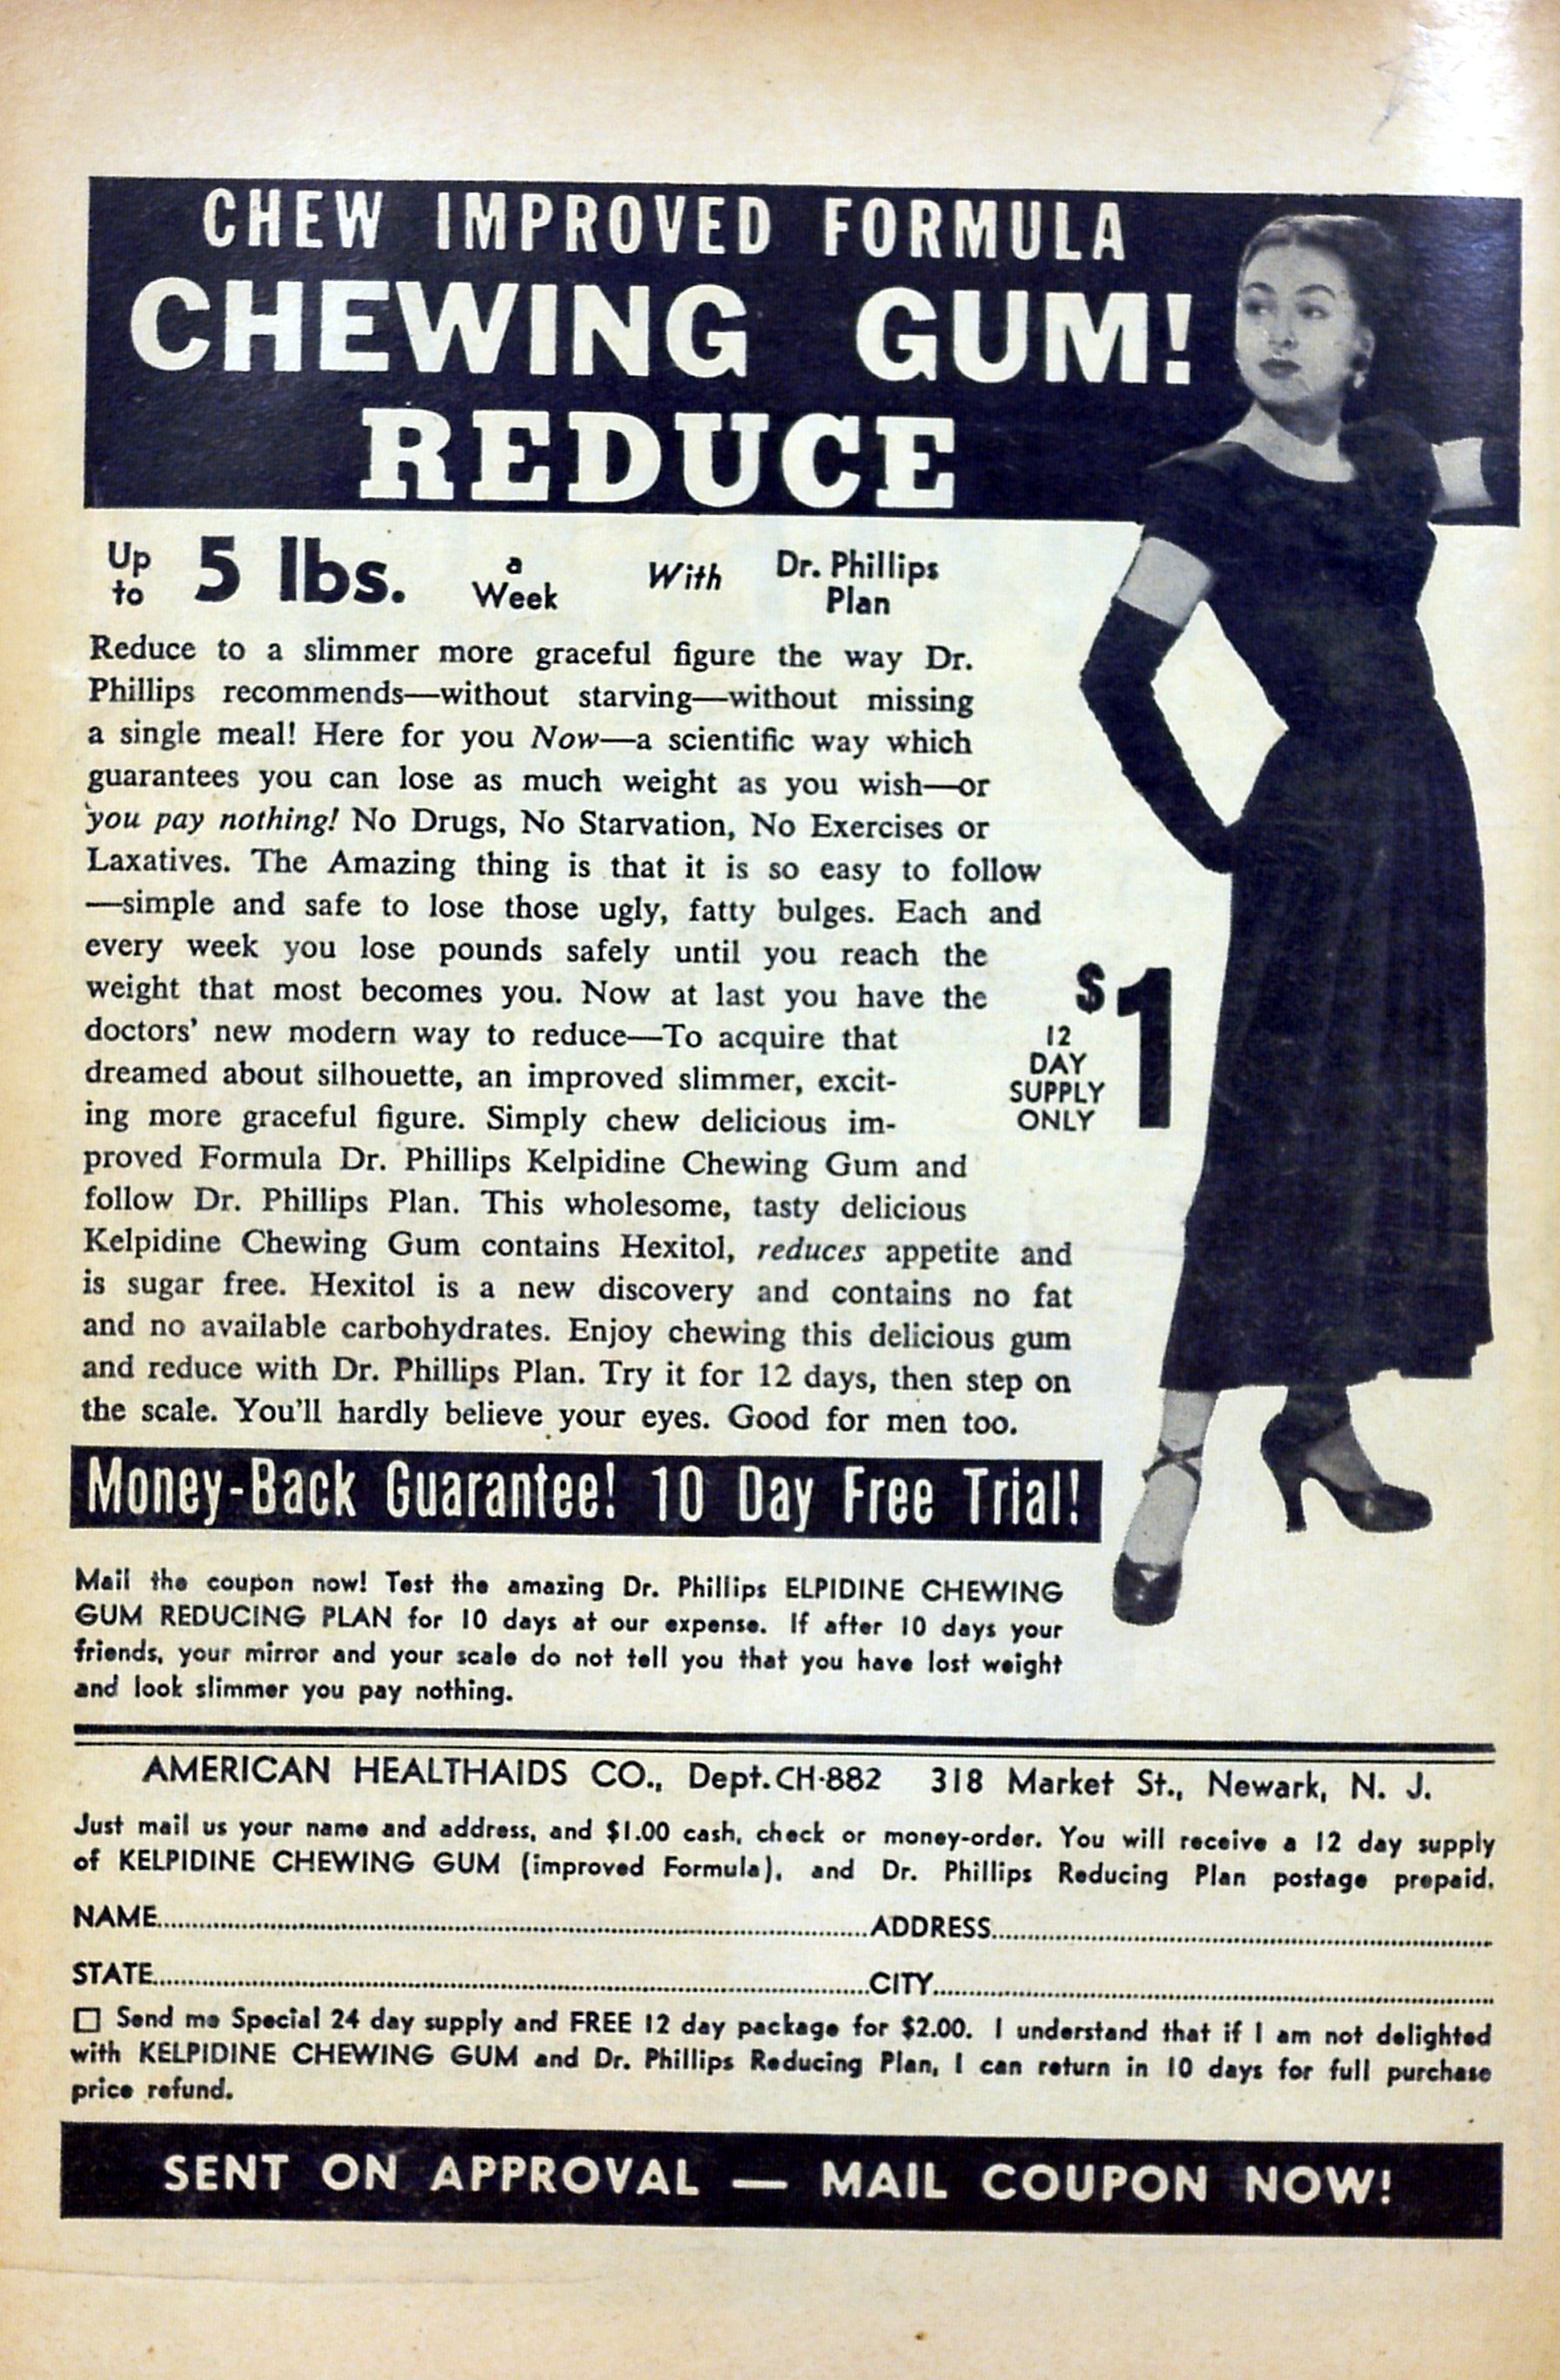 CHEW IMPROVED FORMULA
CHEWING GUM!
REDUCE
Up to 5 lbs. a Week With Dr. Phillips Plan
Reduce to a slimmer more graceful figure the way Dr.
Phillips recommends—without starving—without missing
a single meal! Here for you Now—a scientific way which
guarantees you can lose as much weight as you wish—or
you pay nothing! No Drugs, No Starvation, No Exercises or
Laxatives. The Amazing thing is that it is so easy to follow
—simple and safe to lose those ugly, fatty bulges. Each and
every week you lose pounds safely until you reach the
weight that most becomes you. Now at last you have the
doctors' new modern way to reduce—To acquire that
dreamed about silhouette, an improved slimmer, excit-
ing more graceful figure. Simply chew delicious im-
proved Formula Dr. Phillips Kelpidine Chewing Gum and
follow Dr. Phillips Plan. This wholesome, tasty delicious
Kelpidine Chewing Gum contains Hexitol, reduces appetite and
is sugar free. Hexitol is a new discovery and contains no fat
and no available carbohydrates. Enjoy chewing this delicious gum
and reduce with Dr. Phillips Plan. Try it for 12 days, then step on
the scale. You'll hardly believe your eyes. Good for men too.
$1
12
DAY
SUPPLY
ONLY
Money-Back Guarantee! 10 Day Free Trial!
Mail the coupon now! Test the amazing Dr. Phillips ELPIDINE CHEWING
GUM REDUCING PLAN for 10 days at our expense. If after 10 days your
friends, your mirror and your scale do not tell you that you have lost weight
and look slimmer you pay nothing.
AMERICAN HEALTHAIDS CO., Dept. CH-882 318 Market St., Newark, N. J.
Just mail us your name and address, and $1.00 cash, check or money-order. You will receive a 12 day supply
of KELPIDINE CHEWING GUM (improved Formula), and Dr. Phillips Reducing Plan postage prepaid.
NAME ADDRESS
STATE CITY
☐ Send me Special 24 day supply and FREE 12 day package for $2.00. I understand that if I am not delighted
with KELPIDINE CHEWING GUM and Dr. Phillips Reducing Plan, I can return in 10 days for full purchase
price refund.
SENT ON APPROVAL — MAIL COUPON NOW!